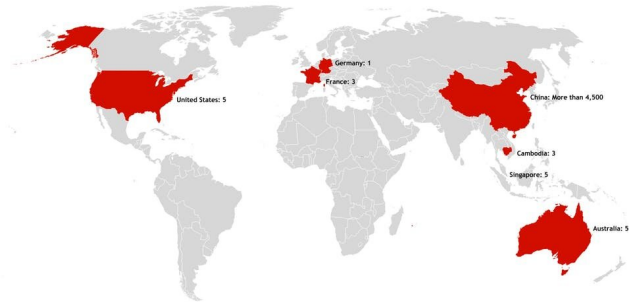 Germany: 1
France: 3
United States: 5
China: More than 4,500
Cambodia: 3
Singapore: 5
Australia: 5